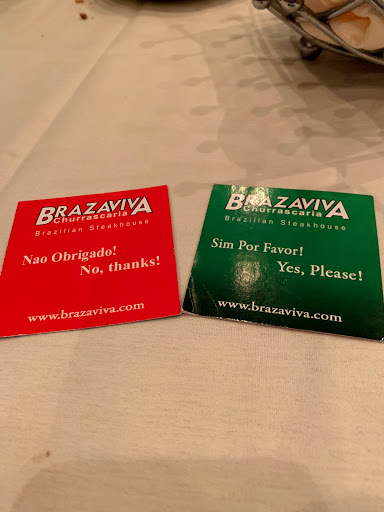 BRAZAVIVA
Churrascaria
Brazilian Steakhouse
Nao Obrigado!
No, thanks!
www.brazaviva.com
BRAZAVIVA
Churrascaria
Brazilian Steakhouse
Sim Por Favor!
Yes, Please!
www.brazaviva.com